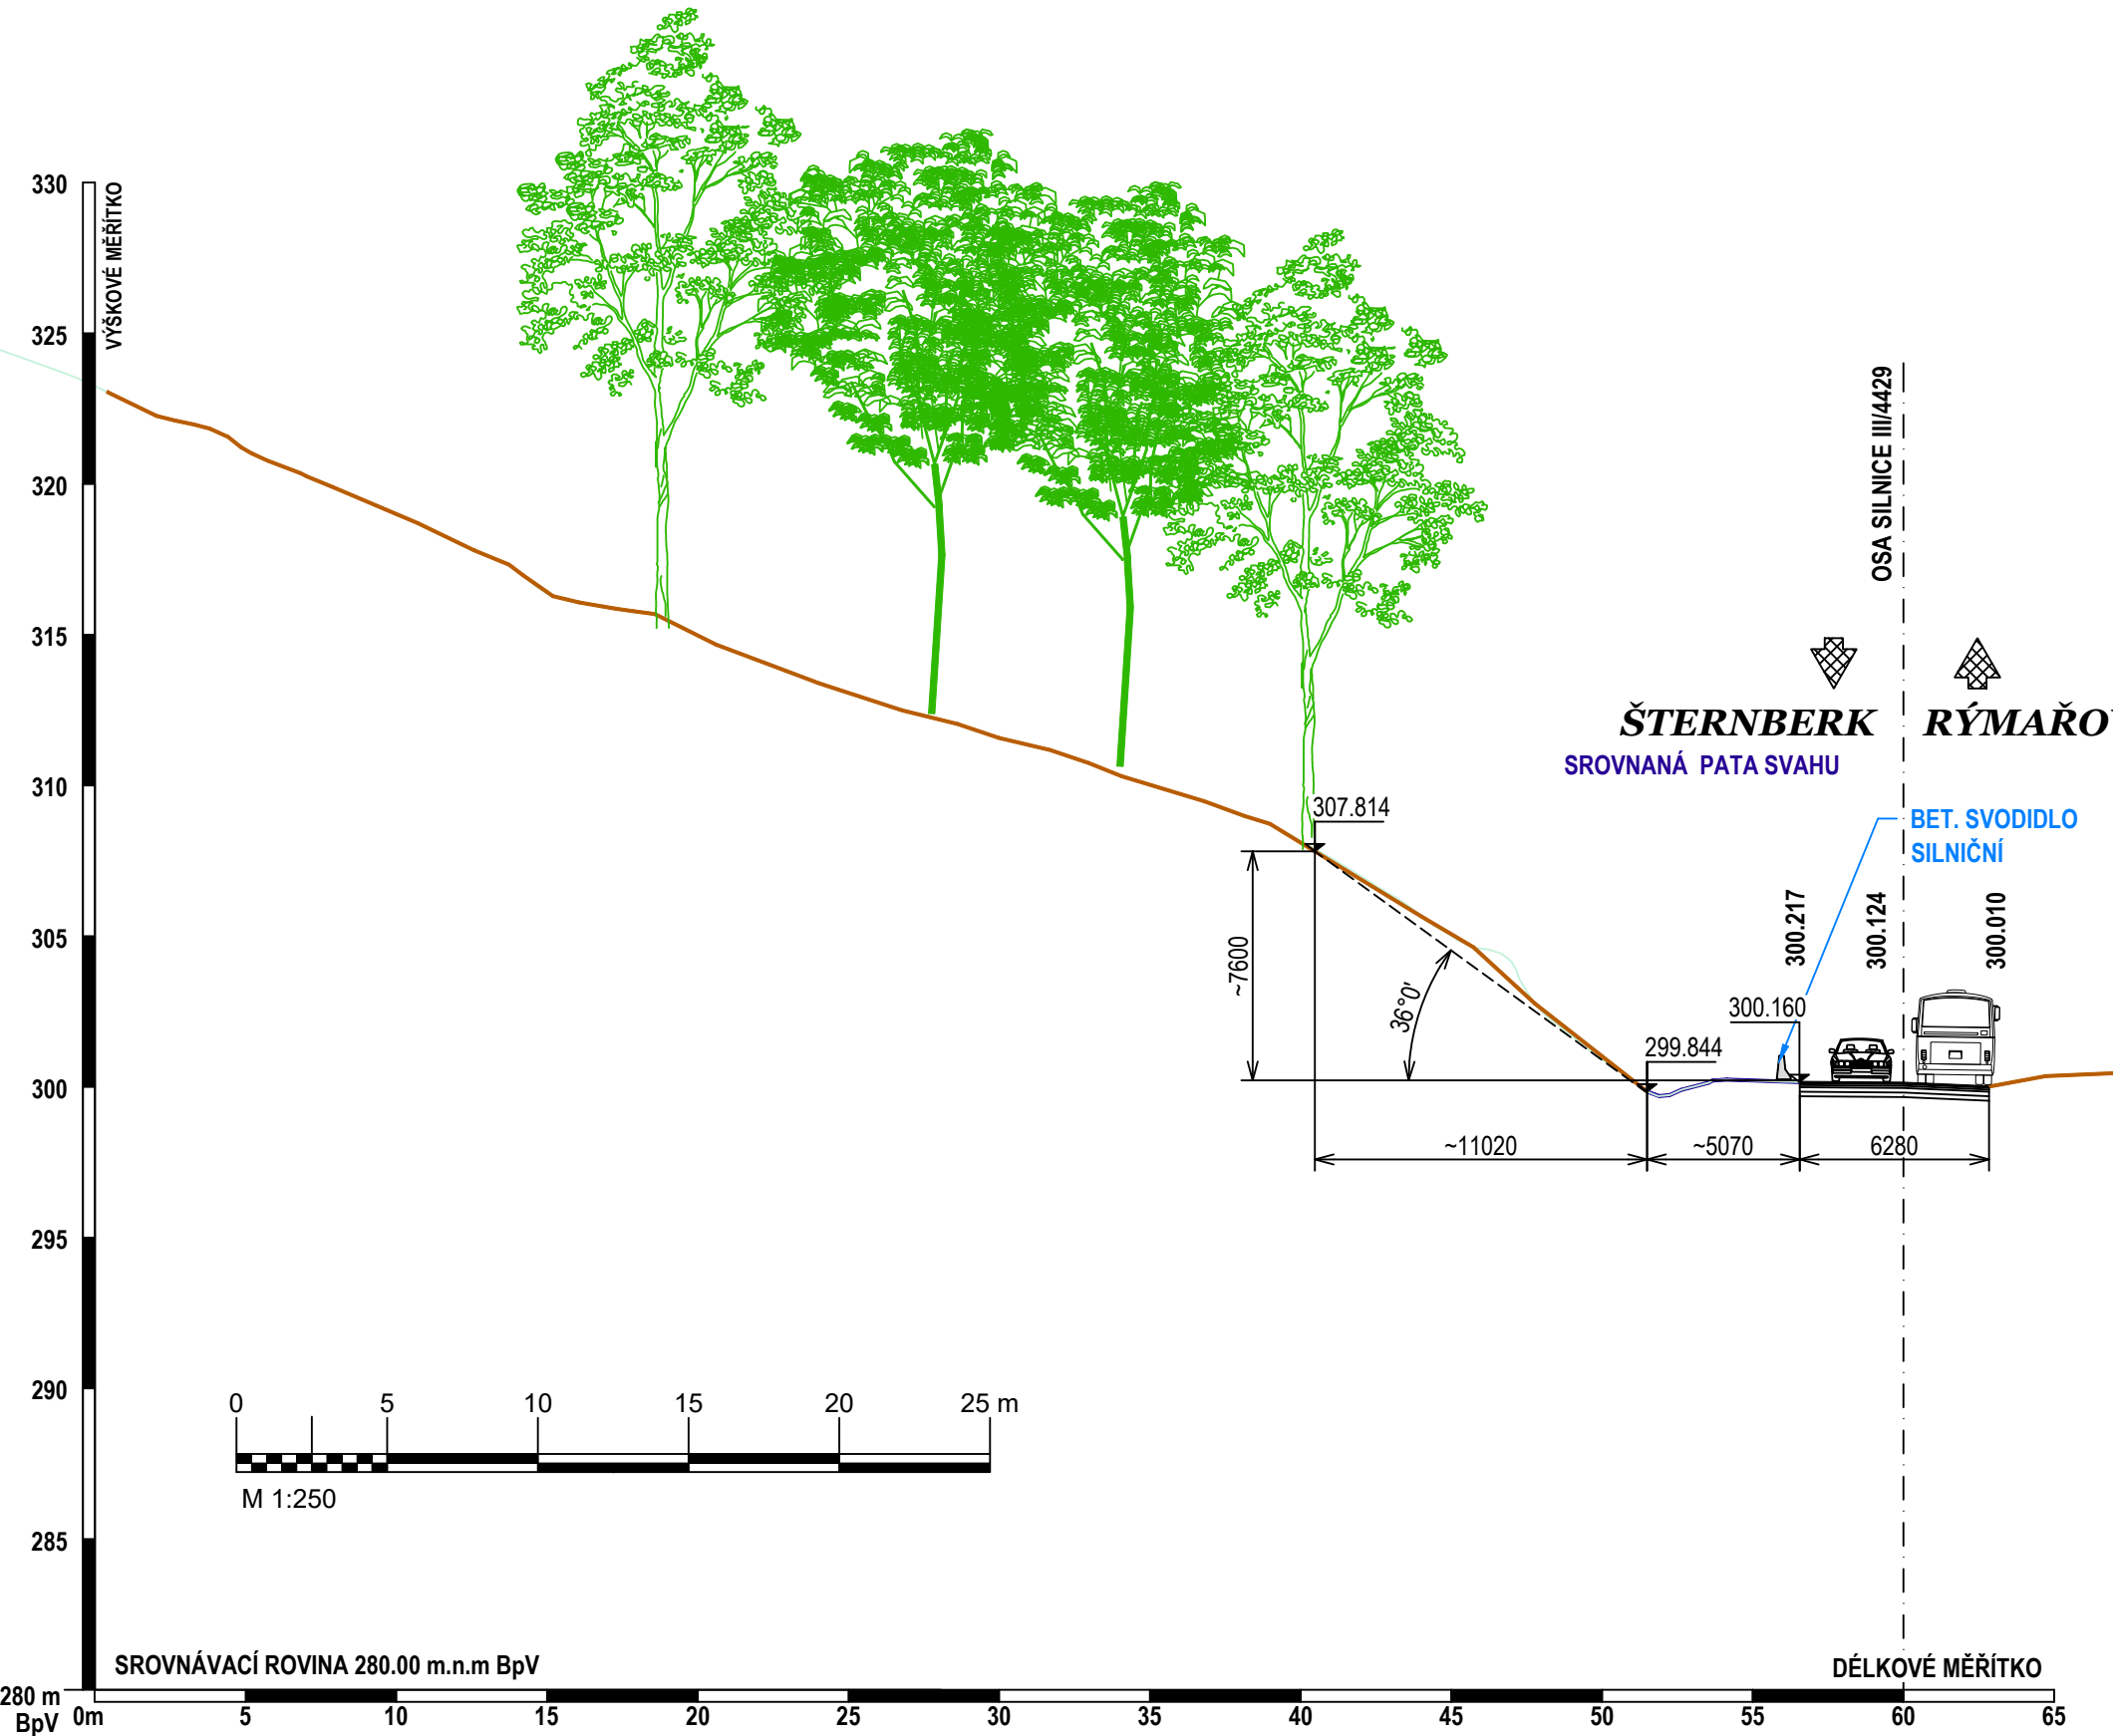 330
VÝŠKOVÉ MĚŘÍTKO
325
320
315
310
305
300
295
290
285
280 m
BpV
OSA SILNICE III/4429
ŠTERNBERK RÝMAŘO
SROVNANÁ PATA SVAHU
BET. SVODIDLO
SILNIČNÍ
307.814
300.217
300.124
300.010
~7600
36°0'
300.160
299.844
~11020
~5070
6280
0 5 10 15 20 25 m
M 1:250
SROVNÁVACÍ ROVINA 280.00 m.n.m BpV
DÉLKOVÉ MĚŘÍTKO
0m 5 10 15 20 25 30 35 40 45 50 55 60 65